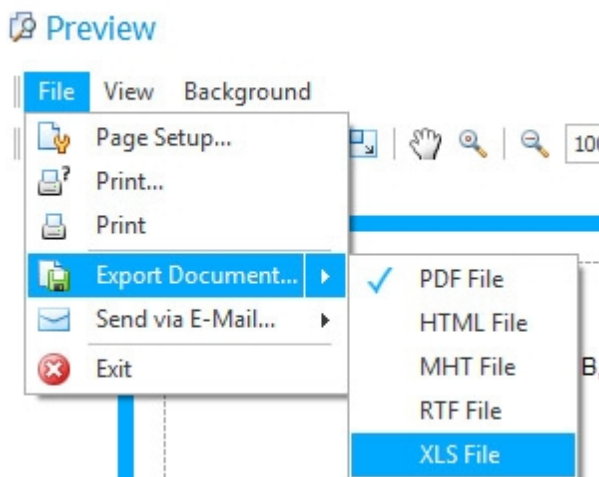 Preview
File View Background
Page Setup...
Print...
Print
Export Document...
Send via E-Mail...
Exit
PDF File
HTML File
MHT File
RTF File
XLS File